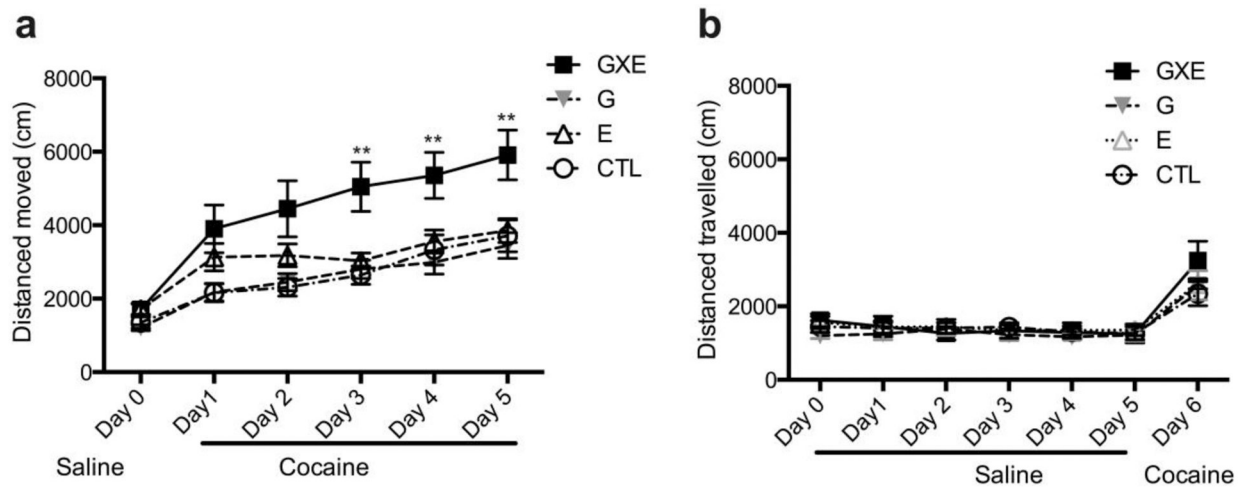 a
Distanced moved (cm)
8000
6000
4000
2000
0
** ** **
GXE
G
E
CTL
Day 0 Day1 Day 2 Day 3 Day 4 Day 5
Saline Cocaine
b
Distanced travelled (cm)
8000
6000
4000
2000
0
GXE
G
E
CTL
Day 0 Day1 Day 2 Day 3 Day 4 Day 5 Day 6
Saline Cocaine